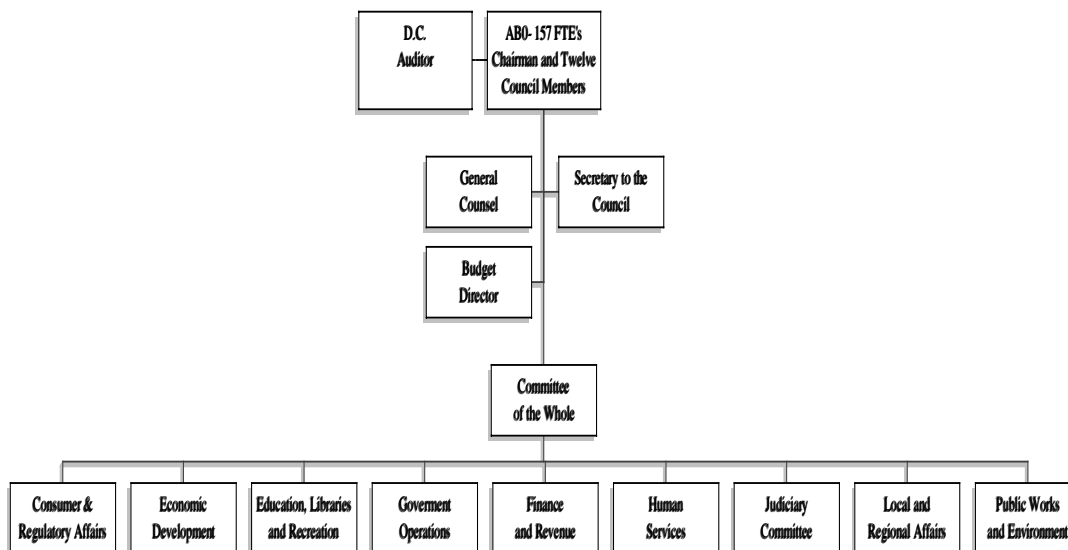 D.C.
Auditor
AB0- 157 FTE's
Chairman and Twelve
Council Members
General
Counsel
Secretary to the
Council
Budget
Director
Committee
of the Whole
Consumer &
Regulatory Affairs
Economic
Development
Education, Libraries
and Recreation
Goverment
Operations
Finance
and Revenue
Human
Services
Judiciary
Committee
Local and
Regional Affairs
Public Works
and Environment